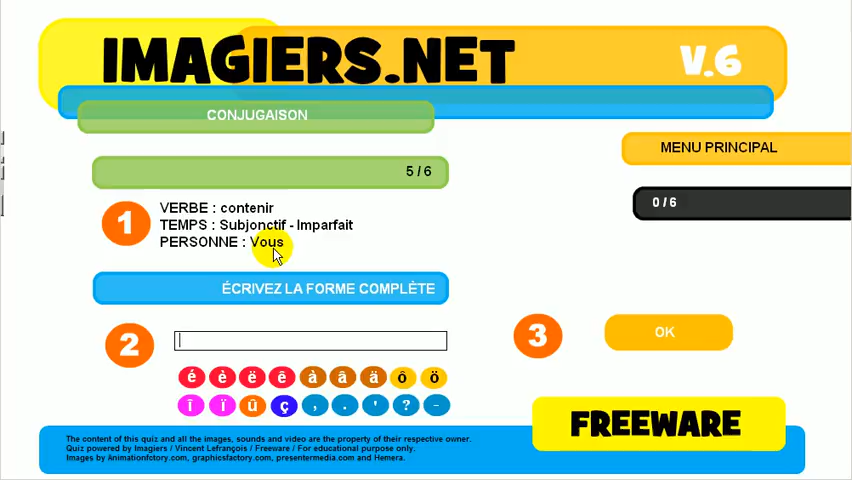 IMAGIERS.NET
V.6
CONJUGAISON
MENU PRINCIPAL
5 / 6
0 / 6
1
VERBE : contenir
TEMPS : Subjonctif - Imparfait
PERSONNE : Vous
ÉCRIVEZ LA FORME COMPLÈTE
2
3
OK
é è ë ê à â ä ô ö
î ï û ç , . ' ? -
FREEWARE
The content of this quiz and all the images, sounds and video are the property of their respective owner.
Quiz powered by Imagiers / Vincent Lefrançois / Freeware / For educational purpose only.
Images by Animationfctory.com, graphicsfactory.com, presentermedia.com and Hemera.